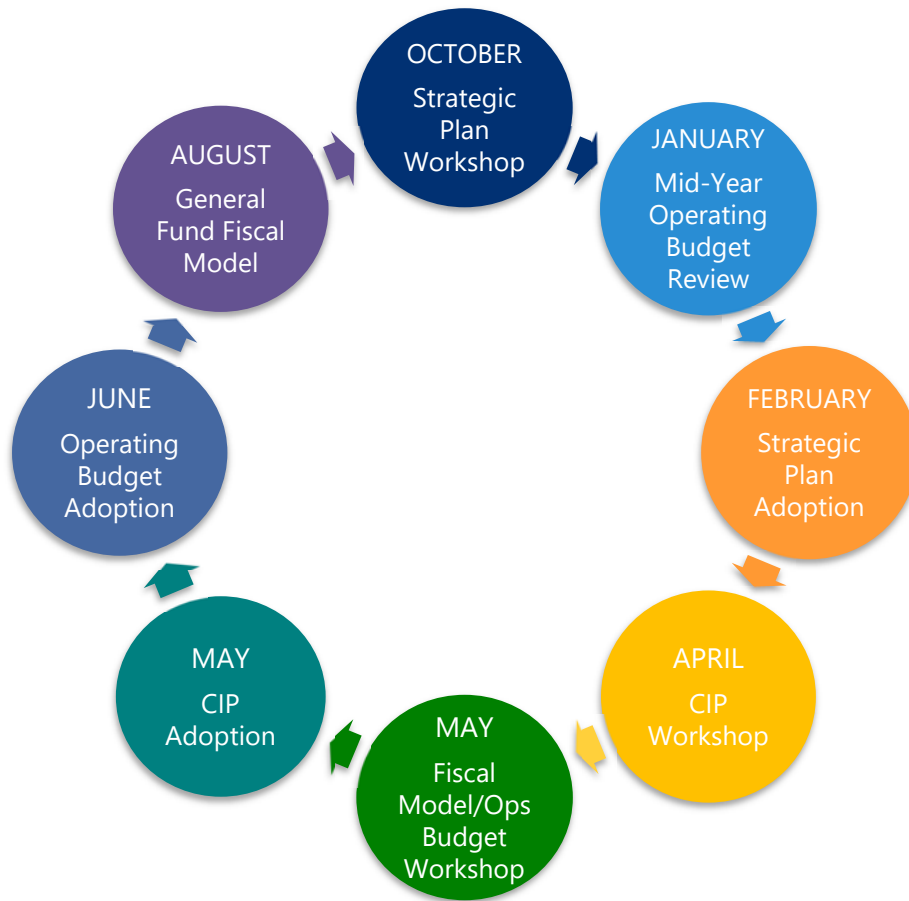 OCTOBER
Strategic
Plan
Workshop
JANUARY
Mid-Year
Operating
Budget
Review
FEBRUARY
Strategic
Plan
Adoption
APRIL
CIP
Workshop
MAY
Fiscal
Model/Ops
Budget
Workshop
MAY
CIP
Adoption
JUNE
Operating
Budget
Adoption
AUGUST
General
Fund Fiscal
Model